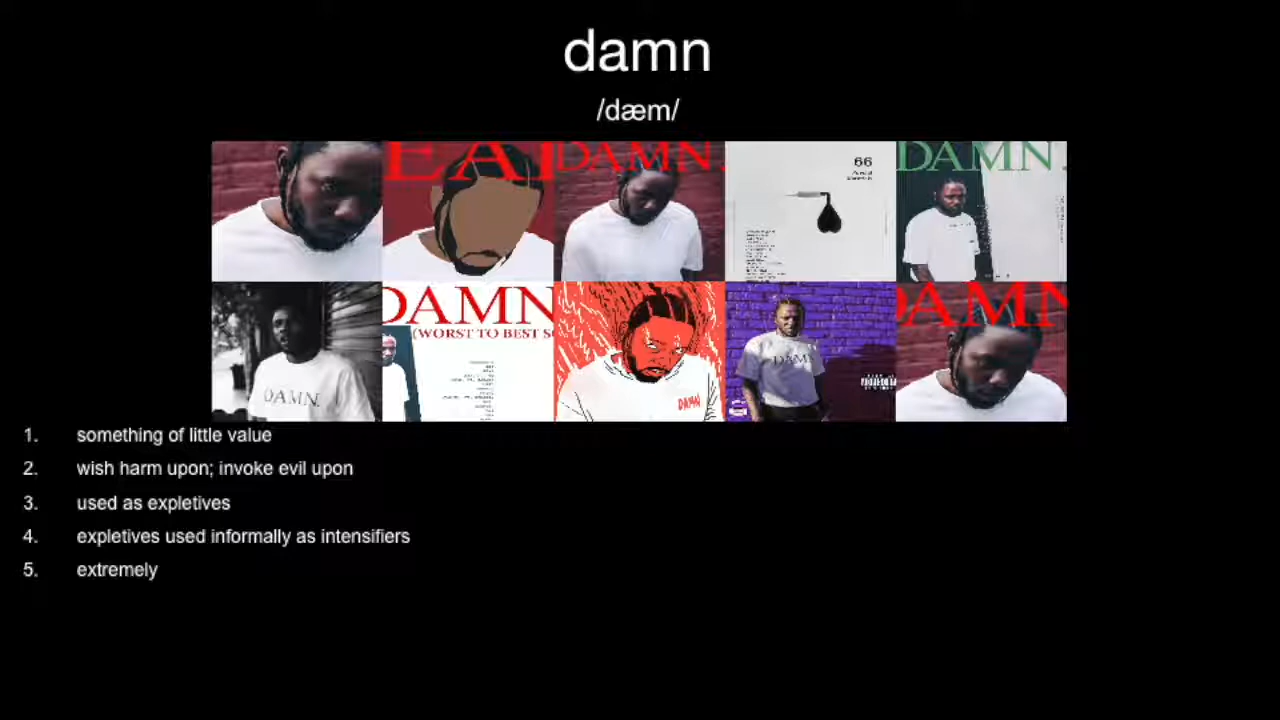 damn
/dæm/
EAI
DAMN.
66
DAMN.
DAMN.
DAMN
(WORST TO BEST S
DAMN
DAMN
DAMN
1. something of little value
2. wish harm upon; invoke evil upon
3. used as expletives
4. expletives used informally as intensifiers
5. extremely